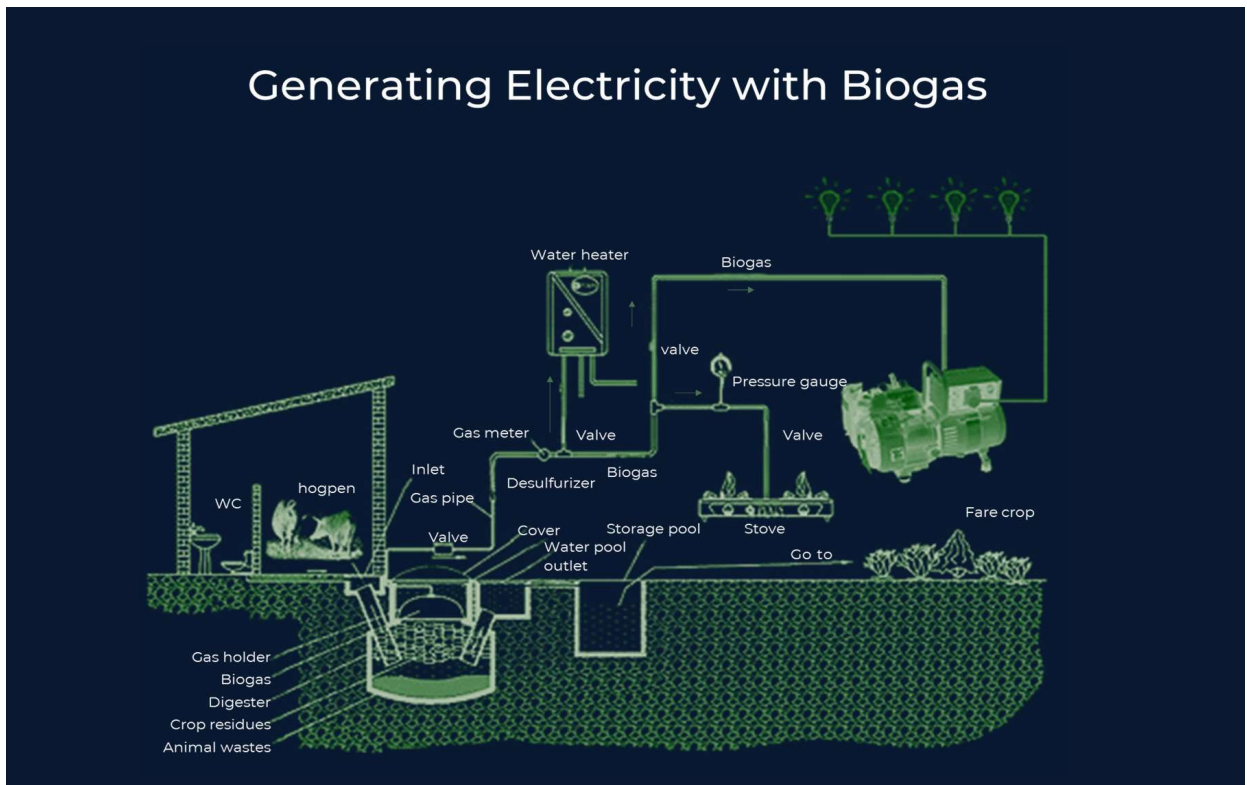 Generating Electricity with Biogas
Water heater
Biogas
valve
Pressure gauge
Gas meter
Valve
Valve
Inlet
Desulfurizer
Biogas
hogpen
WC
Gas pipe
Fare crop
Valve
Cover
Storage pool
Stove
Water pool
outlet
Go to
Gas holder
Biogas
Digester
Crop residues
Animal wastes